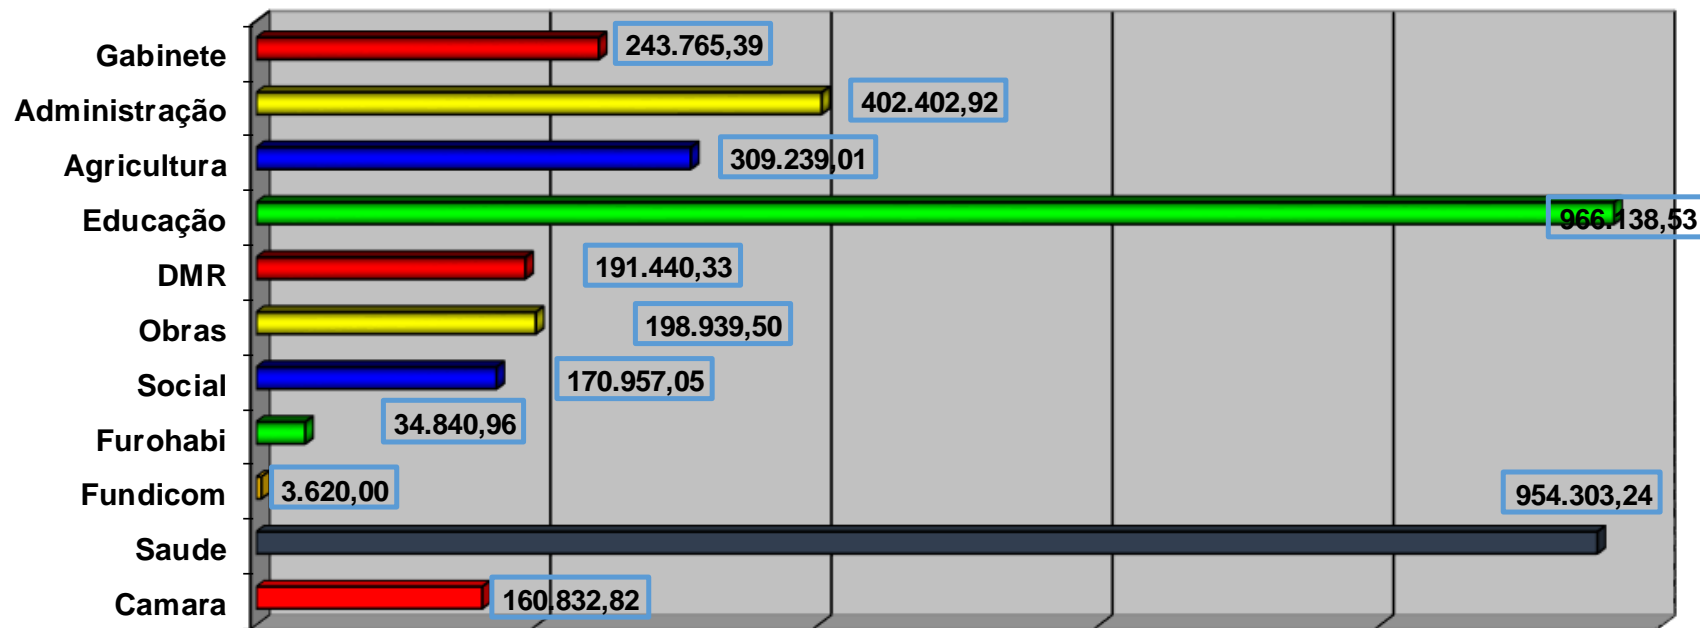 Gabinete 243.765,39
Administração 402.402,92
Agricultura 309.239,01
Educação 966.138,53
DMR 191.440,33
Obras 198.939,50
Social 170.957,05
Furohabi 34.840,96
Fundicom 3.620,00
Saude 954.303,24
Camara 160.832,82